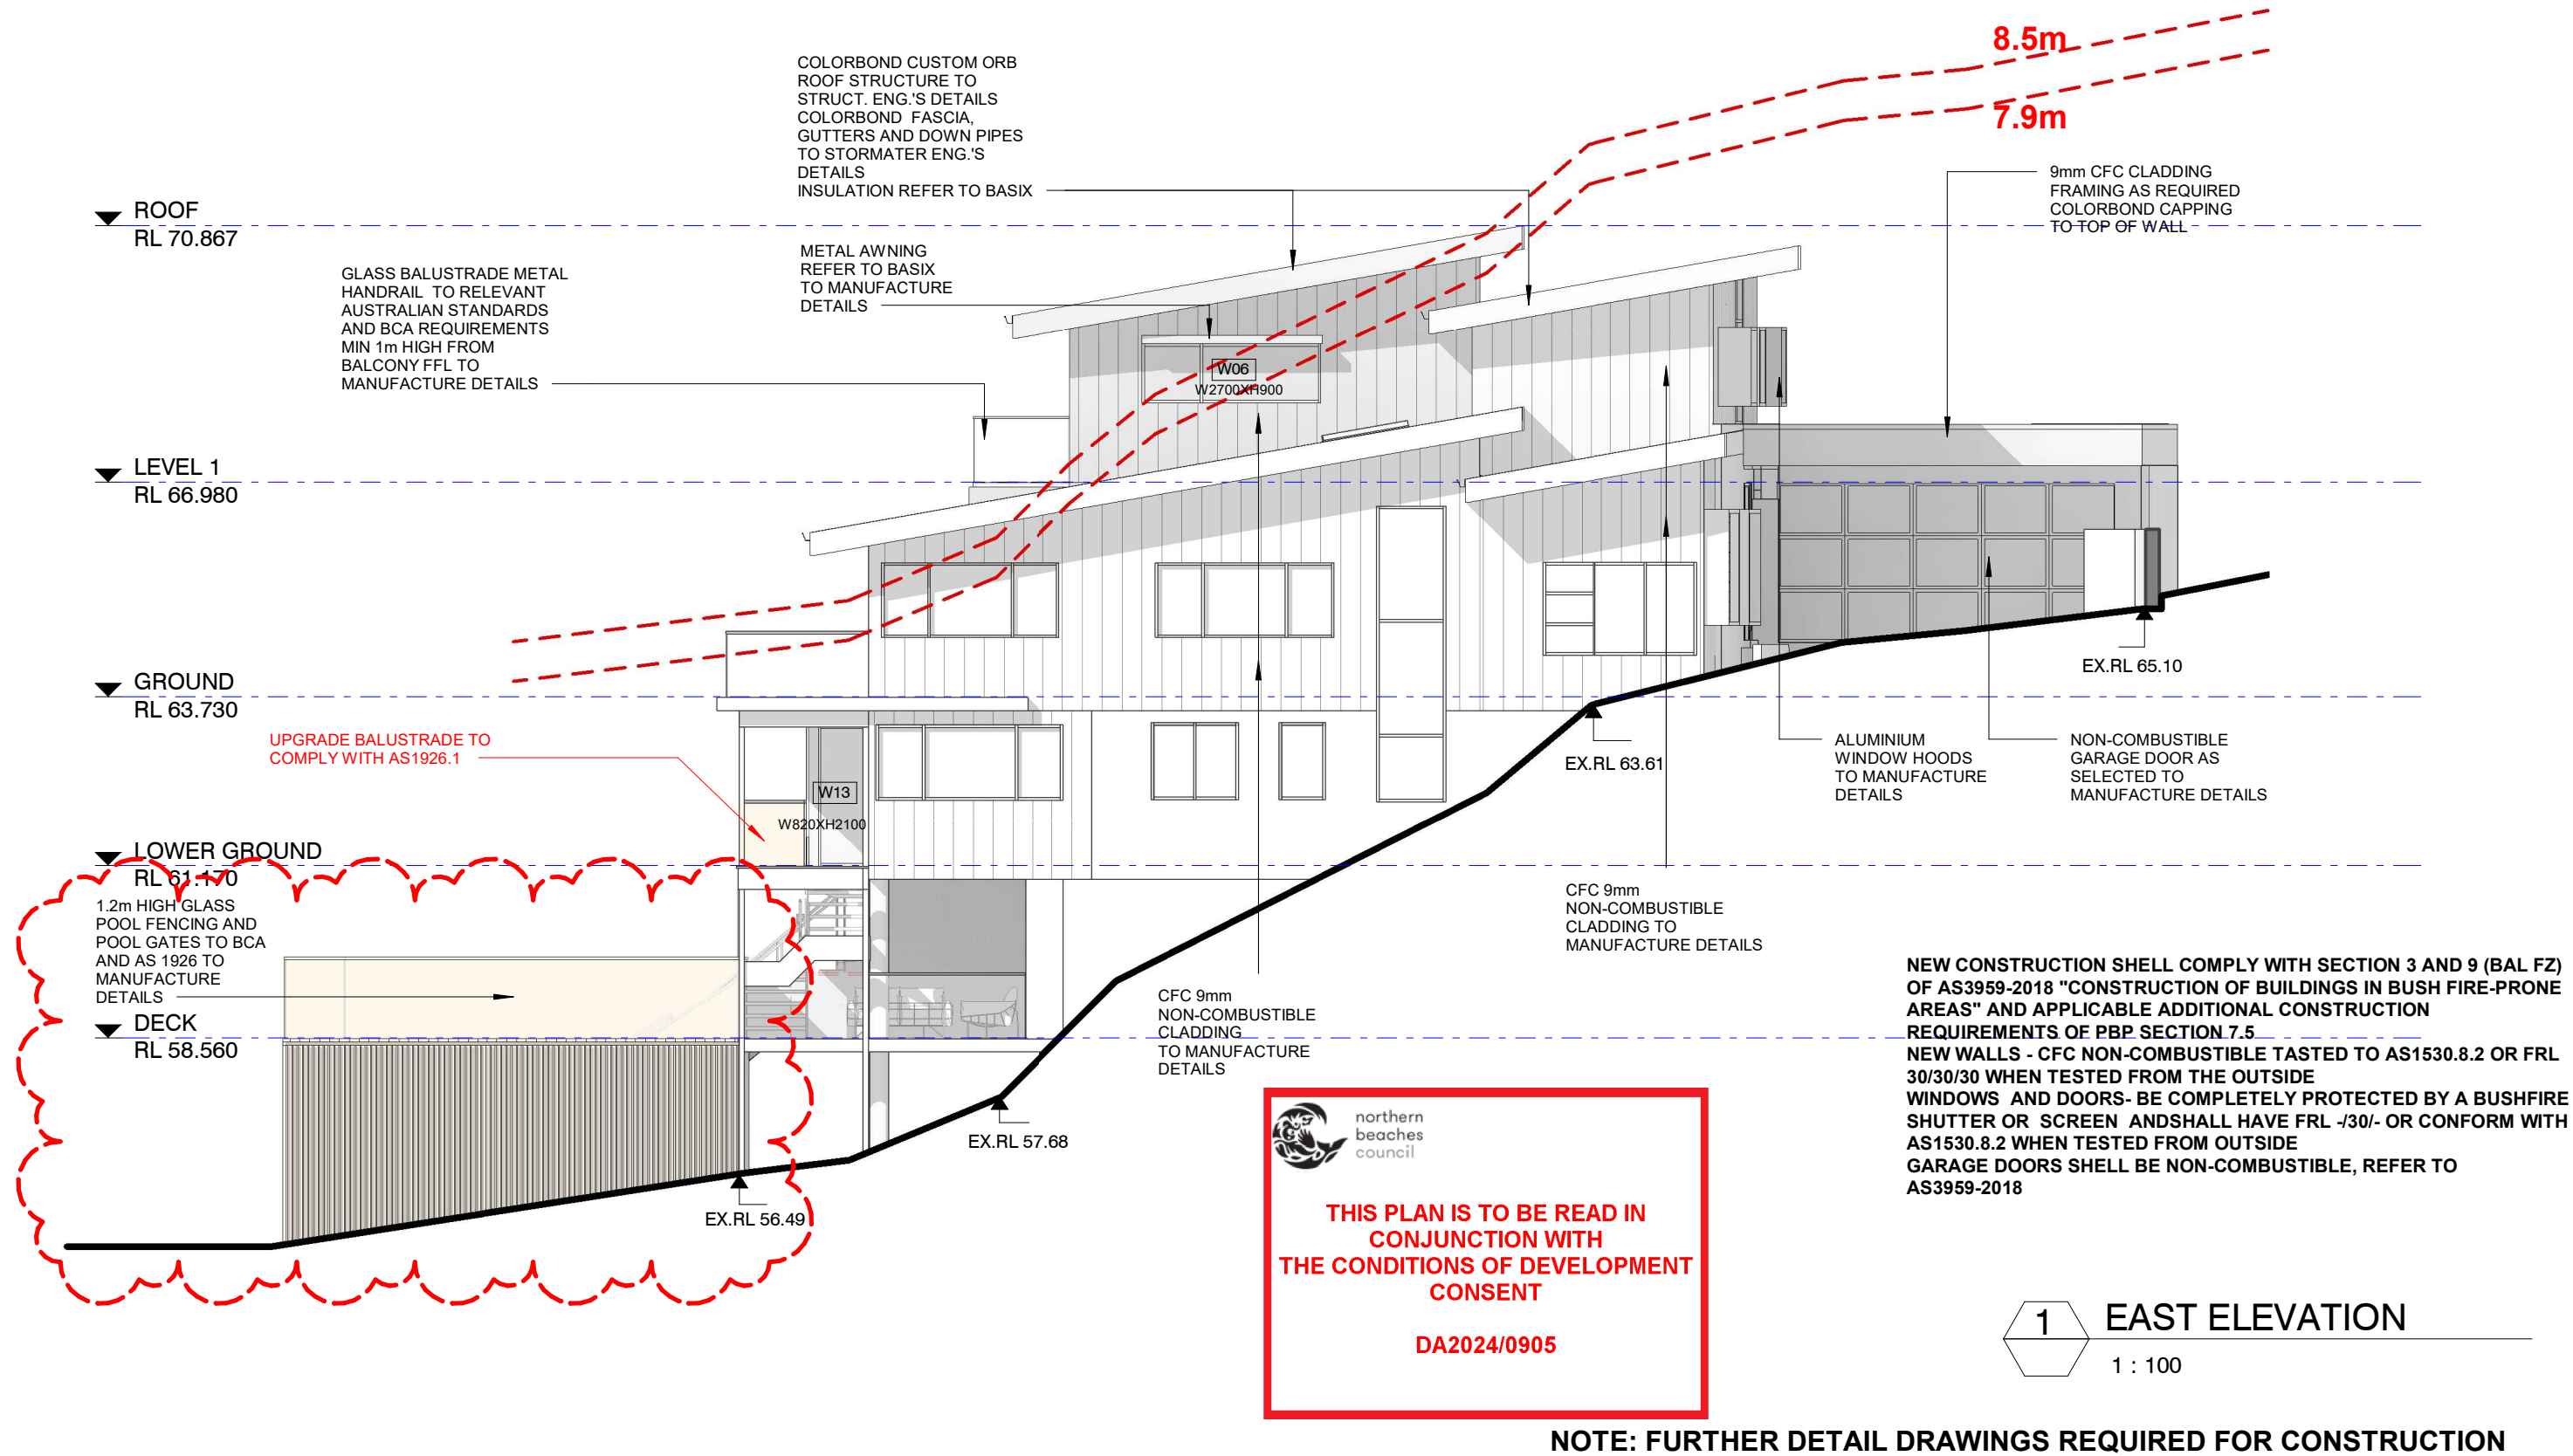 8.5m
7.9m
COLORBOND CUSTOM ORB
ROOF STRUCTURE TO
STRUCT. ENG.'S DETAILS
COLORBOND FASCIA,
GUTTERS AND DOWN PIPES
TO STORMATER ENG.'S
DETAILS
INSULATION REFER TO BASIX
9mm CFC CLADDING
FRAMING AS REQUIRED
COLORBOND CAPPING
TO TOP OF WALL
ROOF
RL 70.867
METAL AWNING
REFER TO BASIX
TO MANUFACTURE
DETAILS
GLASS BALUSTRADE METAL
HANDRAIL TO RELEVANT
AUSTRALIAN STANDARDS
AND BCA REQUIREMENTS
MIN 1m HIGH FROM
BALCONY FFL TO
MANUFACTURE DETAILS
W06
W2700XH900
LEVEL 1
RL 66.980
GROUND
RL 63.730
EX.RL 65.10
UPGRADE BALUSTRADE TO
COMPLY WITH AS1926.1
EX.RL 63.61
ALUMINIUM
WINDOW HOODS
TO MANUFACTURE
DETAILS
NON-COMBUSTIBLE
GARAGE DOOR AS
SELECTED TO
MANUFACTURE DETAILS
W13
W820XH2100
LOWER GROUND
RL 61.170
1.2m HIGH GLASS
POOL FENCING AND
POOL GATES TO BCA
AND AS 1926 TO
MANUFACTURE
DETAILS
CFC 9mm
NON-COMBUSTIBLE
CLADDING TO
MANUFACTURE DETAILS
DECK
RL 58.560
CFC 9mm
NON-COMBUSTIBLE
CLADDING
TO MANUFACTURE
DETAILS
NEW CONSTRUCTION SHELL COMPLY WITH SECTION 3 AND 9 (BAL FZ)
OF AS3959-2018 "CONSTRUCTION OF BUILDINGS IN BUSH FIRE-PRONE
AREAS" AND APPLICABLE ADDITIONAL CONSTRUCTION
REQUIREMENTS OF PBP SECTION 7.5
NEW WALLS - CFC NON-COMBUSTIBLE TASTED TO AS1530.8.2 OR FRL
30/30/30 WHEN TESTED FROM THE OUTSIDE
WINDOWS AND DOORS- BE COMPLETELY PROTECTED BY A BUSHFIRE
SHUTTER OR SCREEN ANDSHALL HAVE FRL -/30/- OR CONFORM WITH
AS1530.8.2 WHEN TESTED FROM OUTSIDE
GARAGE DOORS SHELL BE NON-COMBUSTIBLE, REFER TO
AS3959-2018
EX.RL 57.68
EX.RL 56.49
northern
beaches
council
THIS PLAN IS TO BE READ IN
CONJUNCTION WITH
THE CONDITIONS OF DEVELOPMENT
CONSENT
DA2024/0905
1
EAST ELEVATION
1 : 100
NOTE: FURTHER DETAIL DRAWINGS REQUIRED FOR CONSTRUCTION